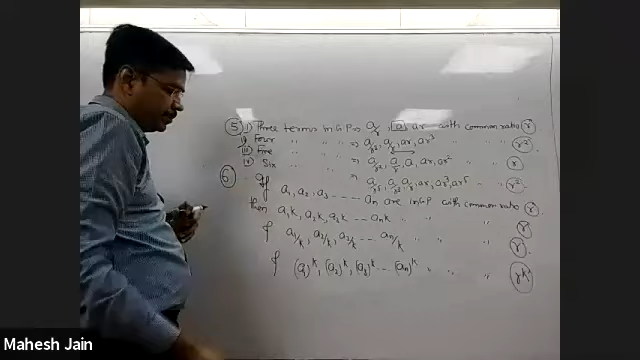 5 i) Three terms in GP ⇒ a/r, a, ar with common ratio r
ii) Four " " " ⇒ a/r³, a/r, ar, ar³ " " r²
iii) Five " " " ⇒ a/r², a/r, a, ar, ar² " " r
iv) Six " " " ⇒ a/r⁵, a/r³, a/r, ar, ar³, ar⁵ " " r²
6 If a₁, a₂, a₃ ----- aₙ are in GP with common ratio r
then a₁k, a₂k, a₃k --- aₙk " " " r
f a₁/k, a₂/k, a₃/k --- aₙ/k " " " r
f (a₁)ᵏ, (a₂)ᵏ, (a₃)ᵏ --- (aₙ)ᵏ " " " rᵏ
Mahesh Jain